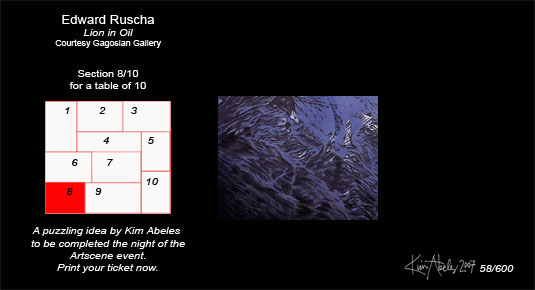 Edward Ruscha
Lion in Oil
Courtesy Gagosian Gallery
Section 8/10
for a table of 10
1 2 3
4 5
6 7
8 9 10
A puzzling idea by Kim Abeles
to be completed the night of the
Artscene event.
Print your ticket now.
Kim Abeles 2007 58/600